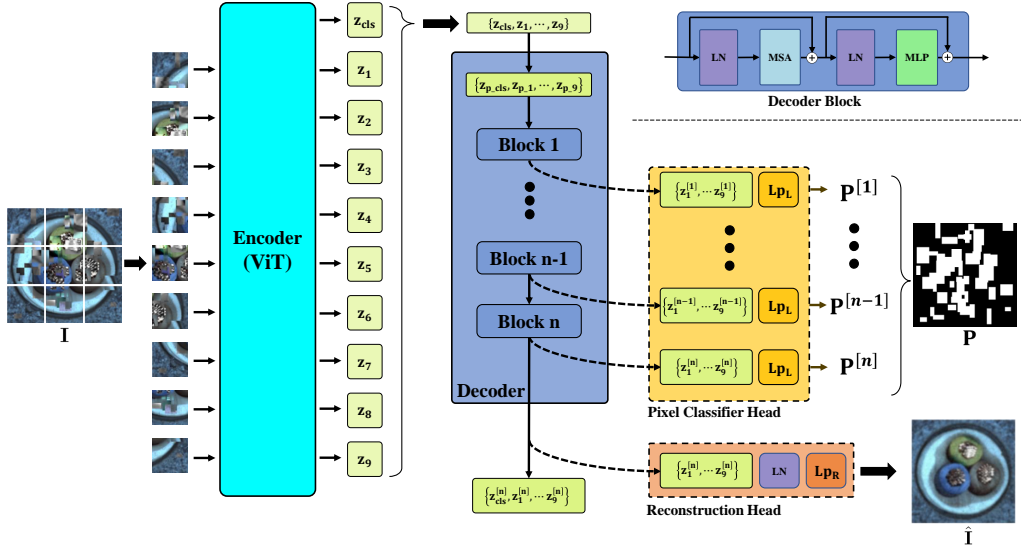 I
Encoder
(ViT)
z_cls
z_1
z_2
z_3
z_4
z_5
z_6
z_7
z_8
z_9
{z_cls, z_1, ⋯, z_9}
{z_p_cls, z_p_1, ⋯, z_p_9}
Block 1
Block n-1
Block n
Decoder
{z_cls^[n], z_1^[n], ⋯ z_9^[n]}
LN
MSA
+
LN
MLP
+
Decoder Block
{z_1^[1], ⋯ z_9^[1]}
Lp_L
P^[1]
{z_1^[n−1], ⋯ z_9^[n−1]}
Lp_L
P^[n−1]
{z_1^[n], ⋯ z_9^[n]}
Lp_L
P^[n]
Pixel Classifier Head
P
{z_1^[n], ⋯ z_9^[n]}
LN
Lp_R
Reconstruction Head
Î